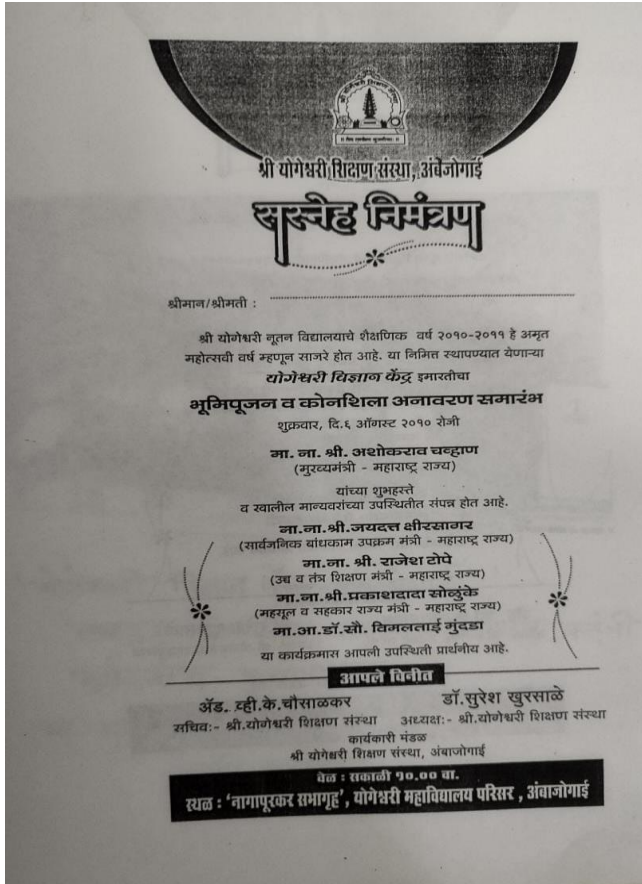 श्री योगेश्वरी शिक्षण संस्था, अंबेजोगाई
सस्नेह निमंत्रण
श्रीमान/श्रीमती :
श्री योगेश्वरी नूतन विद्यालयाचे शैक्षणिक वर्ष २०१०-२०११ हे अमृत
महोत्सवी वर्ष म्हणून साजरे होत आहे. या निमित्त स्थापण्यात येणाऱ्या
योगेश्वरी विज्ञान केंद्र इमारतीचा
भूमिपूजन व कोनशिला अनावरण समारंभ
शुक्रवार, दि.६ ऑगस्ट २०१० रोजी
मा. ना. श्री. अशोकराव चव्हाण
(मुख्यमंत्री - महाराष्ट्र राज्य)
यांच्या शुभहस्ते
व खालील मान्यवरांच्या उपस्थितीत संपन्न होत आहे.
मा.ना.श्री.जयदत्त क्षीरसागर
(सार्वजनिक बांधकाम उपक्रम मंत्री - महाराष्ट्र राज्य)
मा.ना. श्री. राजेश टोपे
(उच्च व तंत्र शिक्षण मंत्री - महाराष्ट्र राज्य)
मा.ना.श्री.प्रकाशदादा सोळुंके
(महसूल व सहकार राज्य मंत्री - महाराष्ट्र राज्य)
मा.आ.डॉ.सौ. विमलताई मुंदडा
या कार्यक्रमास आपली उपस्थिती प्रार्थनीय आहे.
आपले विनीत
ॲड. व्ही.के.चौसाळकर डॉ.सुरेश खुरसाळे
सचिव:- श्री.योगेश्वरी शिक्षण संस्था अध्यक्ष:- श्री.योगेश्वरी शिक्षण संस्था
कार्यकारी मंडळ
श्री योगेश्वरी शिक्षण संस्था, अंबाजोगाई
वेळ : सकाळी १०.०० वा.
स्थळ : 'नागापूरकर सभागृह', योगेश्वरी महाविद्यालय परिसर , अंबाजोगाई